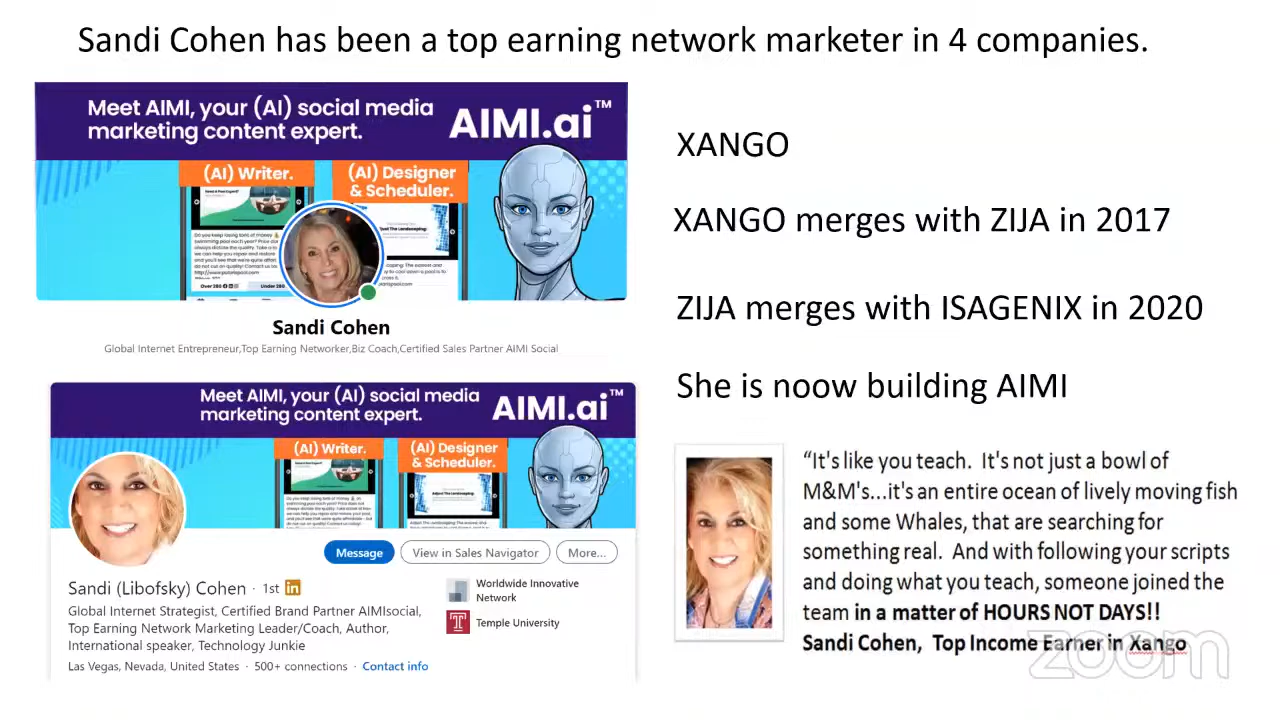 Sandi Cohen has been a top earning network marketer in 4 companies.
Meet AIMI, your (AI) social media
marketing content expert.
AIMI.ai™
(AI) Writer.
(AI) Designer
& Scheduler.
Sandi Cohen
Global Internet Entrepreneur,Top Earning Networker,Biz Coach,Certified Sales Partner AIMI Social
Meet AIMI, your (AI) social media
marketing content expert.
AIMI.ai™
(AI) Writer.
(AI) Designer
& Scheduler.
Message
View in Sales Navigator
More...
Sandi (Libofsky) Cohen · 1st in
Global Internet Strategist, Certified Brand Partner AIMIsocial,
Top Earning Network Marketing Leader/Coach, Author,
International speaker, Technology Junkie
Las Vegas, Nevada, United States · 500+ connections · Contact info
Worldwide Innovative
Network
Temple University
XANGO
XANGO merges with ZIJA in 2017
ZIJA merges with ISAGENIX in 2020
She is noow building AIMI
“It's like you teach. It's not just a bowl of
M&M's...it's an entire ocean of lively moving fish
and some Whales, that are searching for
something real. And with following your scripts
and doing what you teach, someone joined the
team in a matter of HOURS NOT DAYS!!
Sandi Cohen, Top Income Earner in Xango
zoom